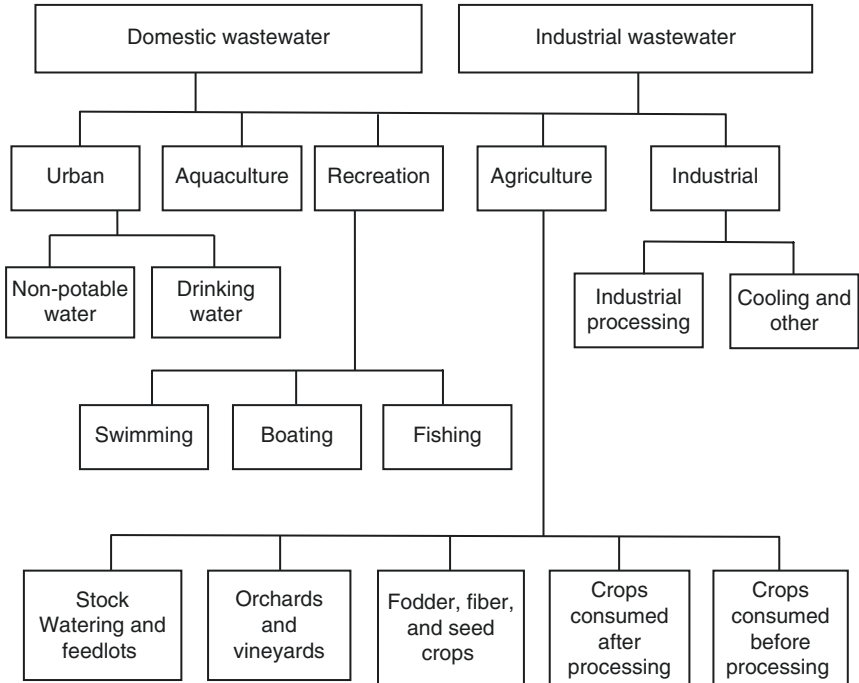 Domestic wastewater
Industrial wastewater
Urban
Aquaculture
Recreation
Agriculture
Industrial
Non-potable
water
Drinking
water
Industrial
processing
Cooling and
other
Swimming
Boating
Fishing
Stock
Watering and
feedlots
Orchards
and
vineyards
Fodder, fiber,
and seed
crops
Crops
consumed
after
processing
Crops
consumed
before
processing